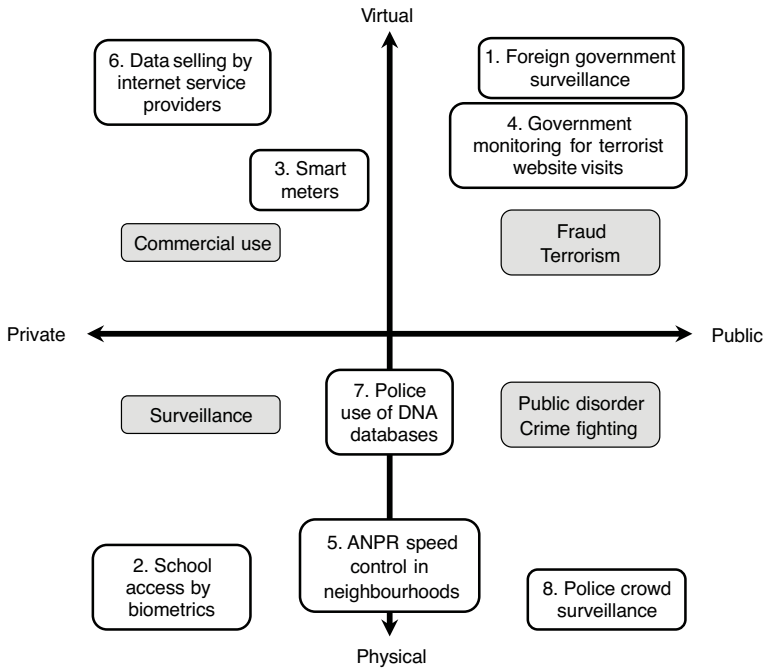 Virtual
6. Data selling by
internet service
providers
1. Foreign government
surveillance
4. Government
monitoring for terrorist
website visits
3. Smart
meters
Commercial use
Fraud
Terrorism
Private
Public
7. Police
use of DNA
databases
Surveillance
Public disorder
Crime fighting
2. School
access by
biometrics
5. ANPR speed
control in
neighbourhoods
8. Police crowd
surveillance
Physical